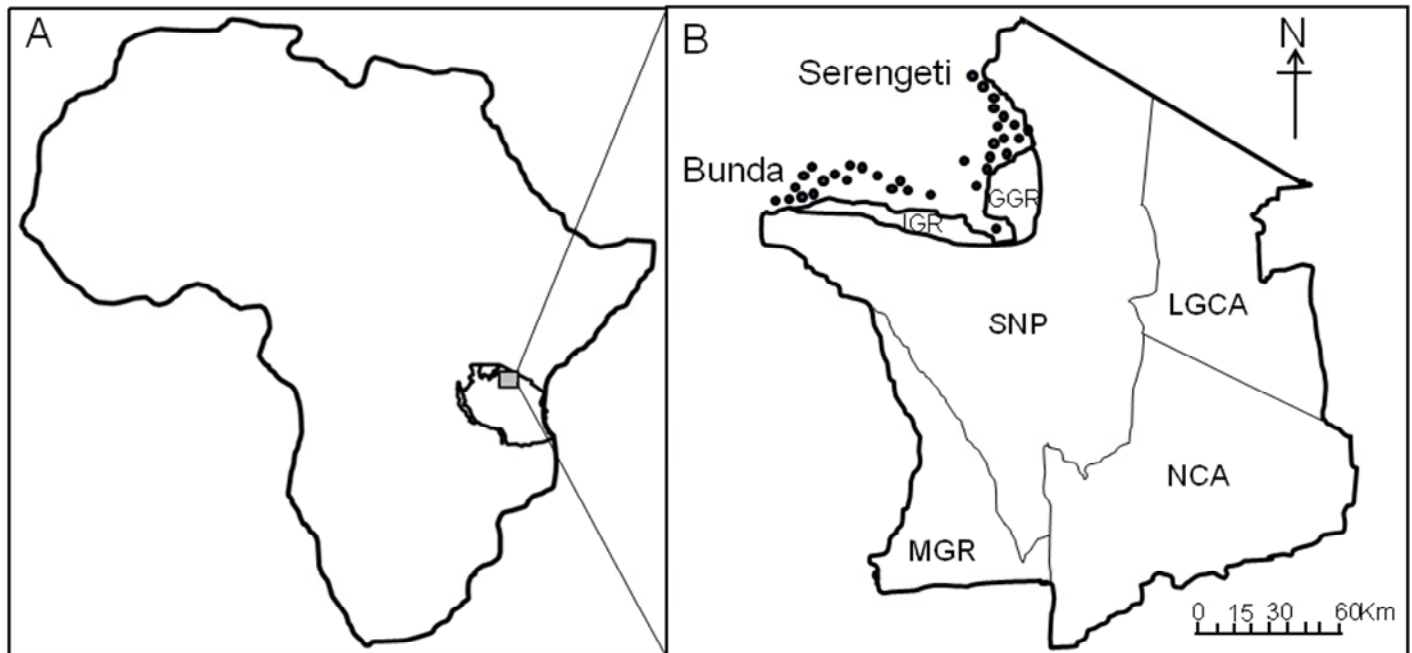 A
B
N
Serengeti
Bunda
GGR
IGR
SNP
LGCA
NCA
MGR
0 15 30 60Km